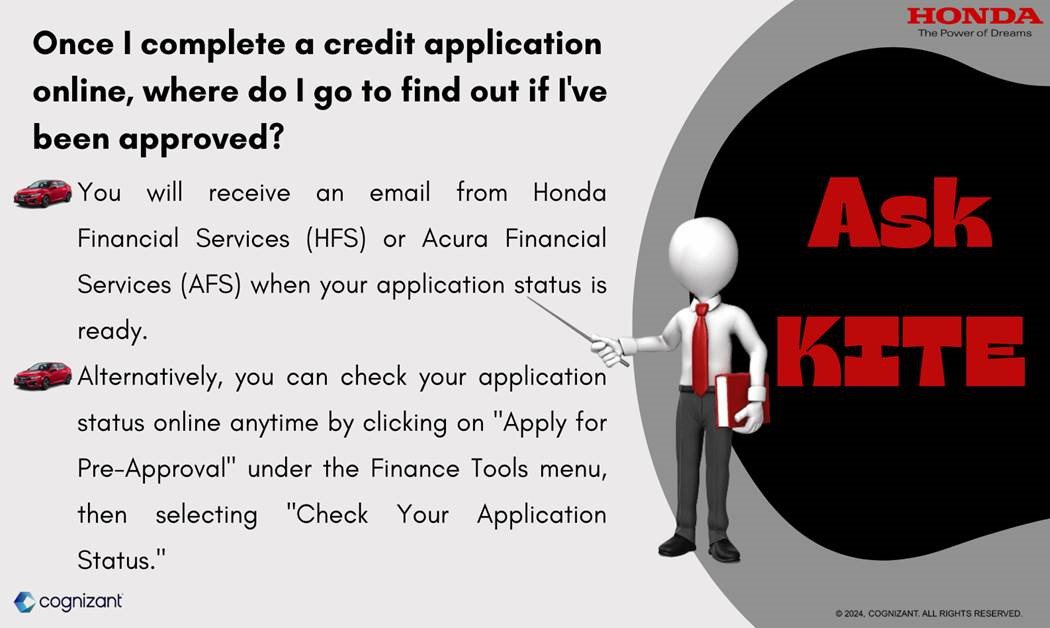 Once I complete a credit application
online, where do I go to find out if I've
been approved?
You will receive an email from Honda
Financial Services (HFS) or Acura Financial
Services (AFS) when your application status is
ready.
Alternatively, you can check your application
status online anytime by clicking on "Apply for
Pre-Approval" under the Finance Tools menu,
then selecting "Check Your Application
Status."
cognizant
HONDA
The Power of Dreams
Ask
KITE
© 2024, COGNIZANT. ALL RIGHTS RESERVED.